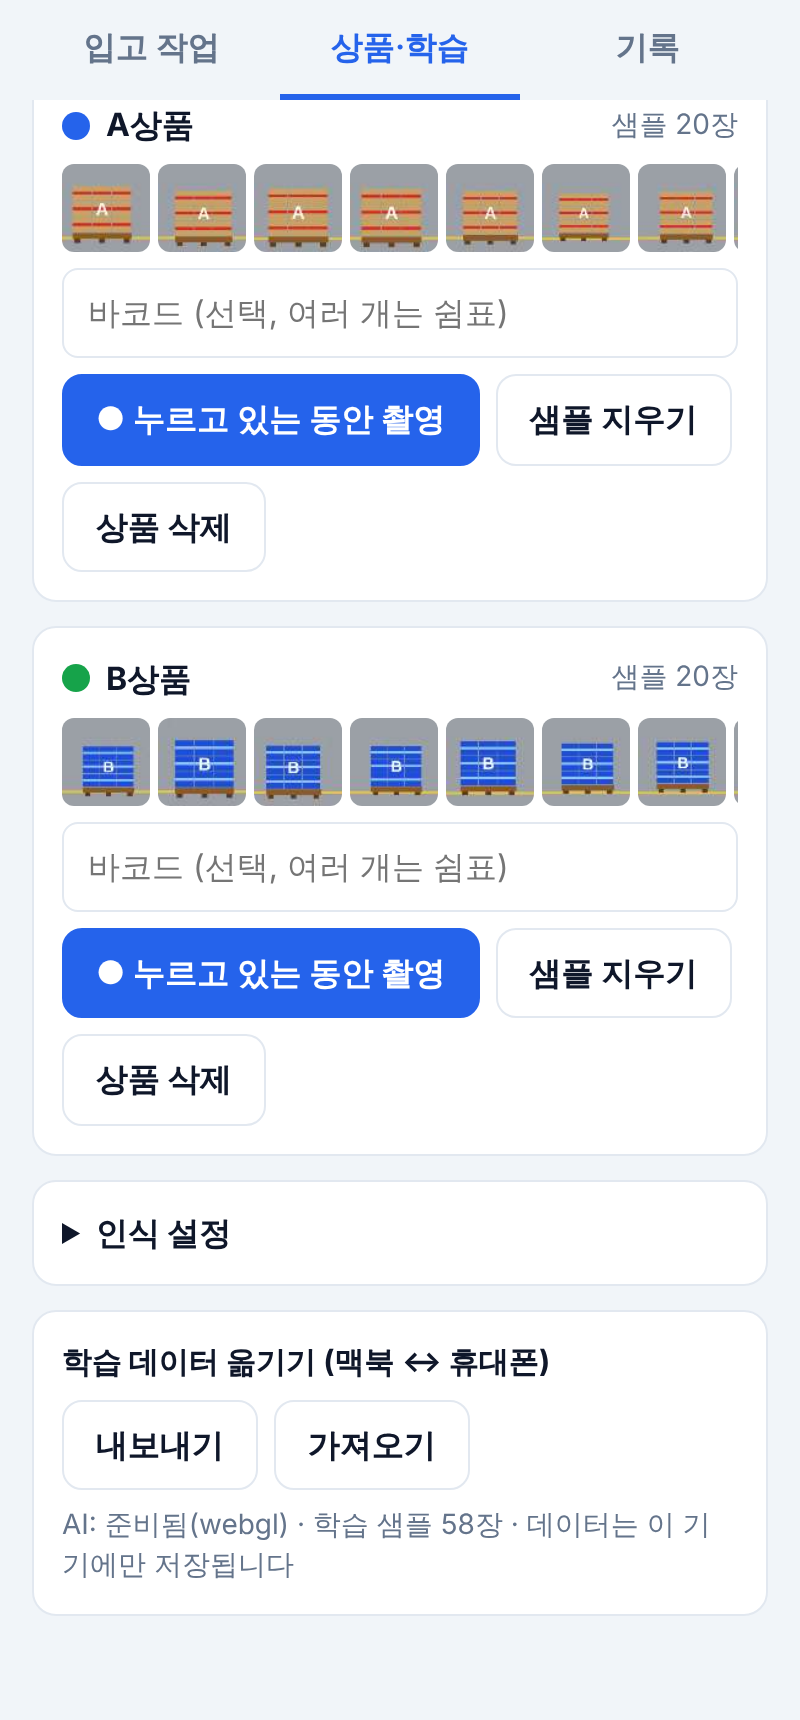 입고 작업
상품·학습
기록
A상품
샘플 20장
A A A A A A A
바코드 (선택, 여러 개는 쉼표)
● 누르고 있는 동안 촬영
샘플 지우기
상품 삭제
B상품
샘플 20장
B B B B B B B
바코드 (선택, 여러 개는 쉼표)
● 누르고 있는 동안 촬영
샘플 지우기
상품 삭제
▶ 인식 설정
학습 데이터 옮기기 (맥북 ↔ 휴대폰)
내보내기
가져오기
AI: 준비됨(webgl) · 학습 샘플 58장 · 데이터는 이 기
기에만 저장됩니다